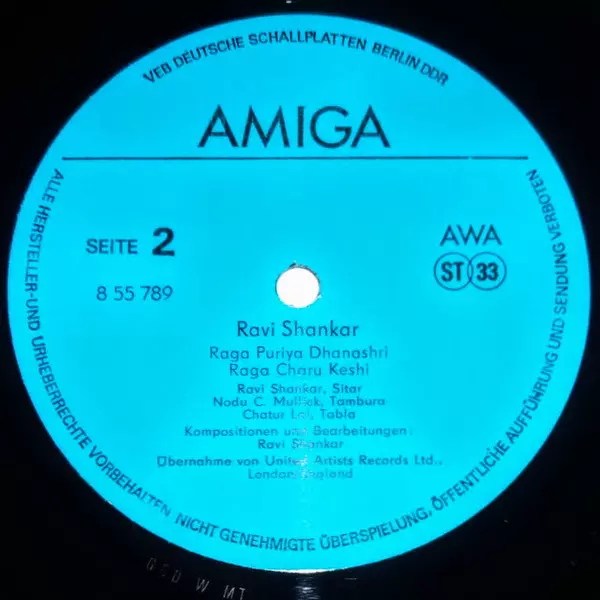 VEB DEUTSCHE SCHALLPLATTEN BERLIN DDR
AMIGA
SEITE 2
AWA
8 55 789
ST 33
Ravi Shankar
Raga Puriya Dhanashri
Raga Charu Keshi
Ravi Shankar, Sitar
Nodu C. Mullick, Tambura
Chatur Lal, Tabla
Kompositionen und Bearbeitungen:
Ravi Shankar
Übernahme von United Artists Records Ltd.,
London/England
ALLE HERSTELLER-UND URHEBERRECHTE VORBEHALTEN NICHT GENEHMIGTE ÜBERSPIELUNG, ÖFFENTLICHE AUFFÜHRUNG UND SENDUNG VERBOTEN